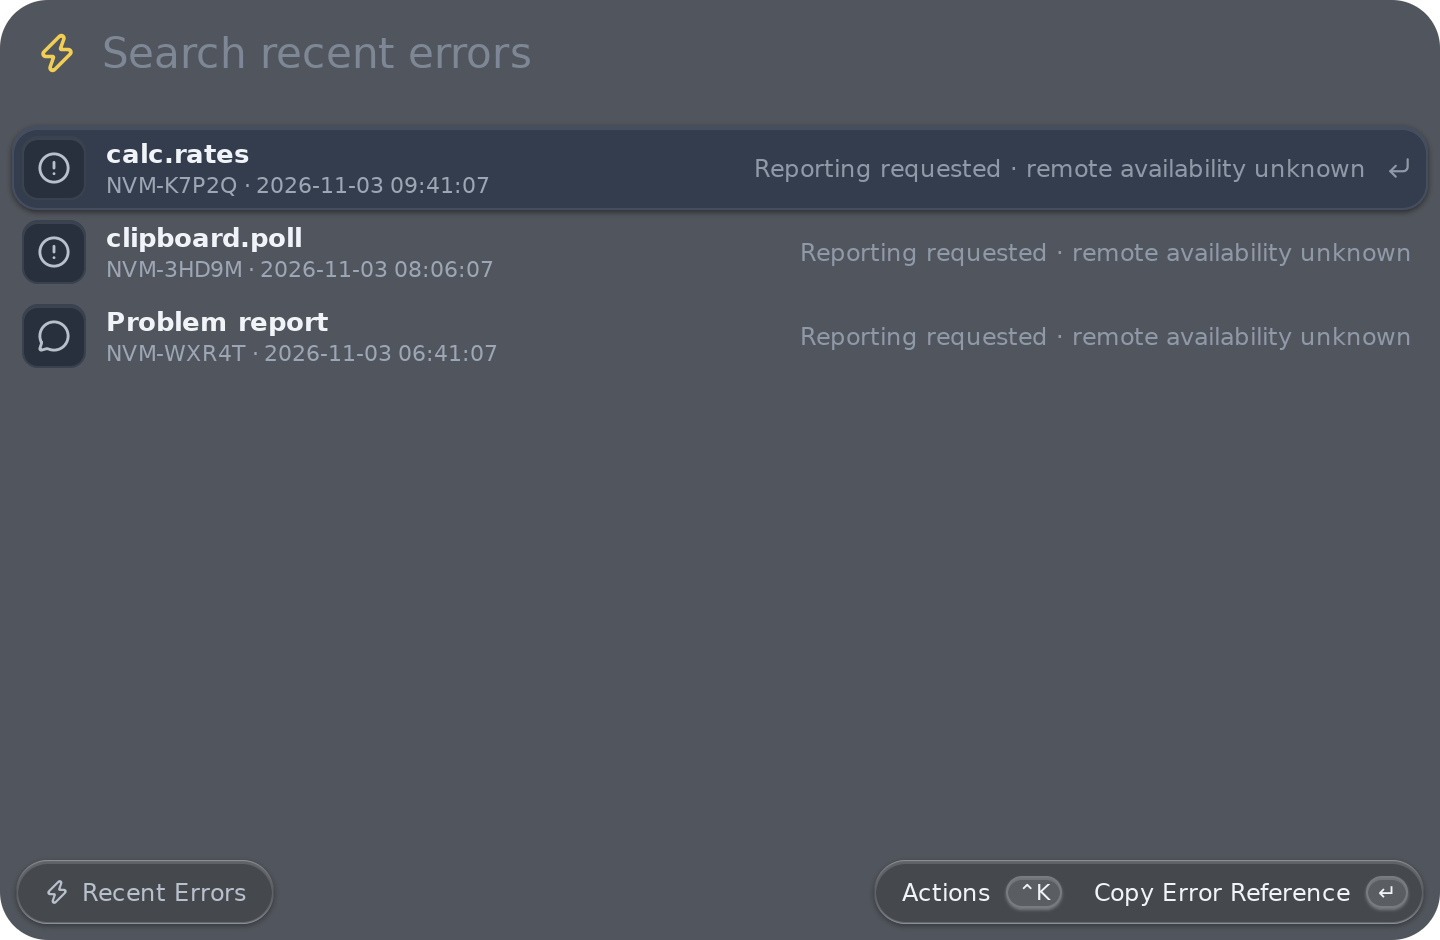 Search recent errors
calc.rates
NVM-K7P2Q · 2026-11-03 09:41:07
Reporting requested · remote availability unknown ↵
clipboard.poll
NVM-3HD9M · 2026-11-03 08:06:07
Reporting requested · remote availability unknown
Problem report
NVM-WXR4T · 2026-11-03 06:41:07
Reporting requested · remote availability unknown
Recent Errors
Actions ^K Copy Error Reference ↵